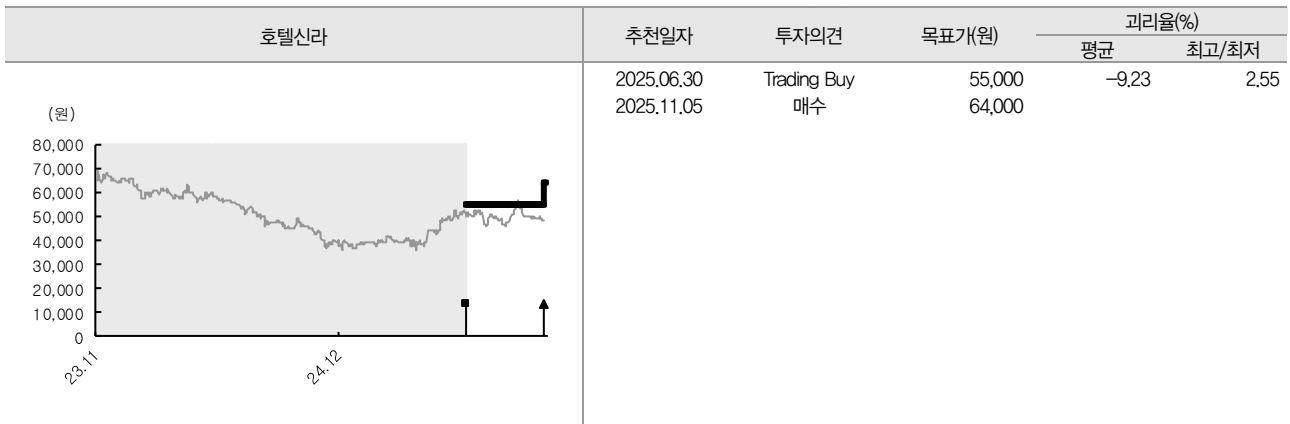 호텔신라
추천일자 투자의견 목표가(원) 괴리율(%)
평균 최고/최저
2025.06.30 Trading Buy 55,000 -9.23 2.55
2025.11.05 매수 64,000
(원)
80,000
70,000
60,000
50,000
40,000
30,000
20,000
10,000
0
23.11 24.12